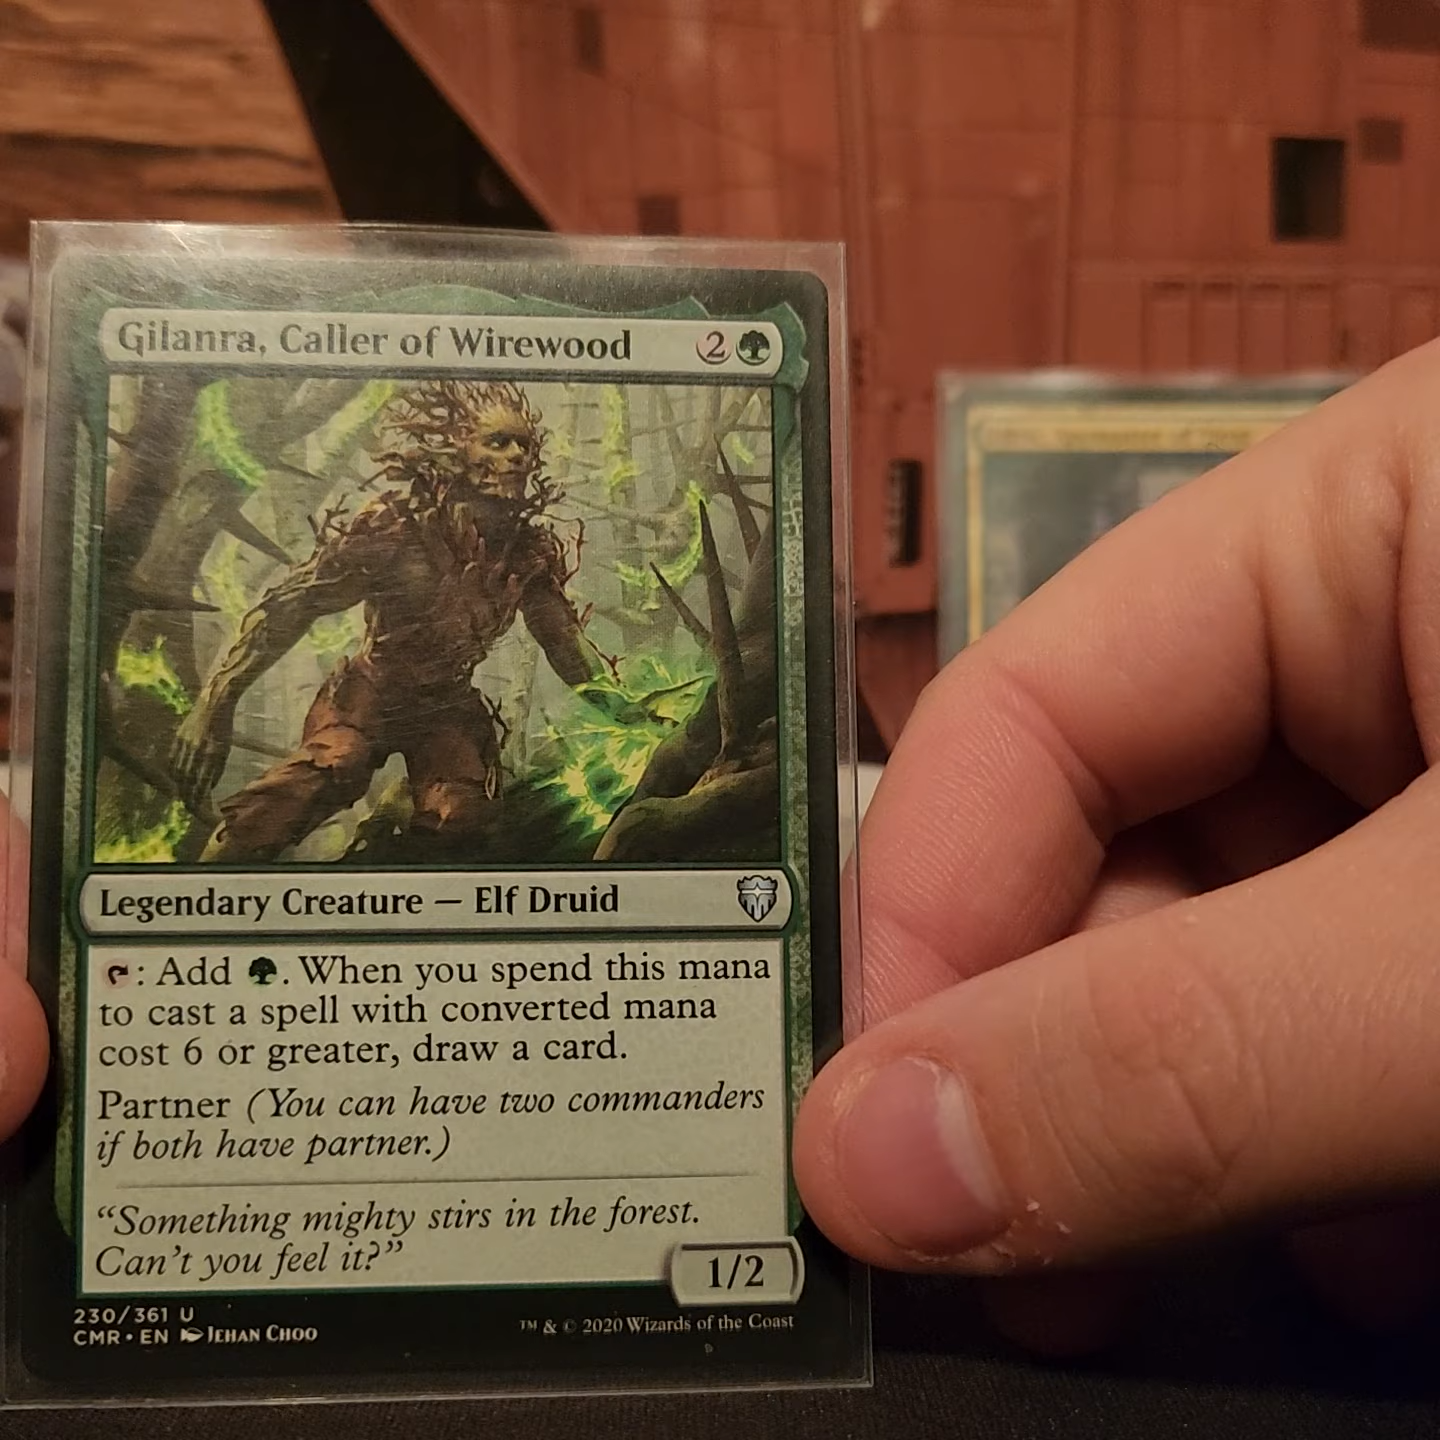 Gilanra, Caller of Wirewood 2
Legendary Creature — Elf Druid
: Add . When you spend this mana
to cast a spell with converted mana
cost 6 or greater, draw a card.
Partner (You can have two commanders
if both have partner.)
“Something mighty stirs in the forest.
Can’t you feel it?”
1/2
230/361 U
CMR • EN Jehan Choo
™ & © 2020 Wizards of the Coast